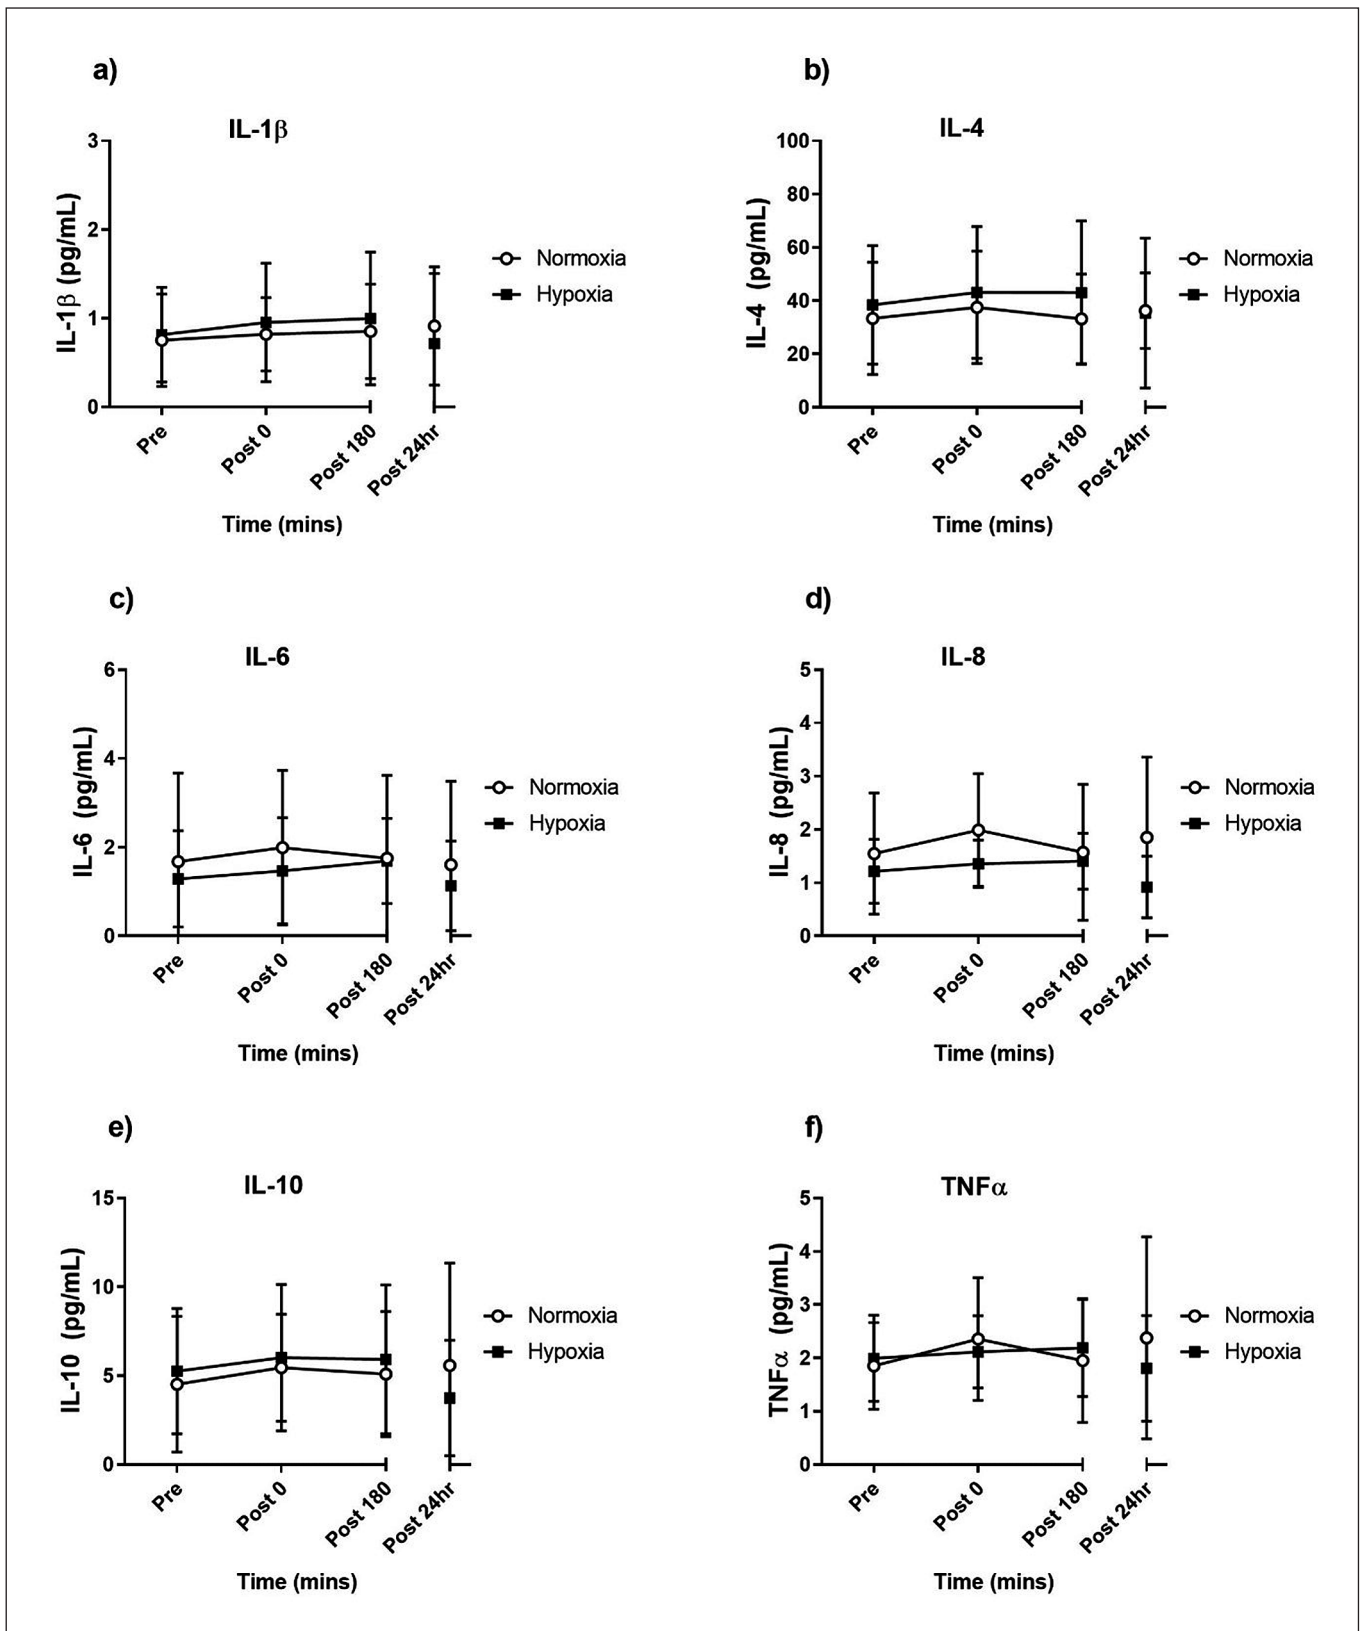 a)
IL-1β
IL-1β (pg/mL)
3
2
1
0
Pre
Post 0
Post 180
Post 24hr
Time (mins)
Normoxia
Hypoxia
b)
IL-4
IL-4 (pg/mL)
100
80
60
40
20
0
Pre
Post 0
Post 180
Post 24hr
Time (mins)
Normoxia
Hypoxia
c)
IL-6
IL-6 (pg/mL)
6
4
2
0
Pre
Post 0
Post 180
Post 24hr
Time (mins)
Normoxia
Hypoxia
d)
IL-8
IL-8 (pg/mL)
5
4
3
2
1
0
Pre
Post 0
Post 180
Post 24hr
Time (mins)
Normoxia
Hypoxia
e)
IL-10
IL-10 (pg/mL)
15
10
5
0
Pre
Post 0
Post 180
Post 24hr
Time (mins)
Normoxia
Hypoxia
f)
TNFα
TNFα (pg/mL)
5
4
3
2
1
0
Pre
Post 0
Post 180
Post 24hr
Time (mins)
Normoxia
Hypoxia